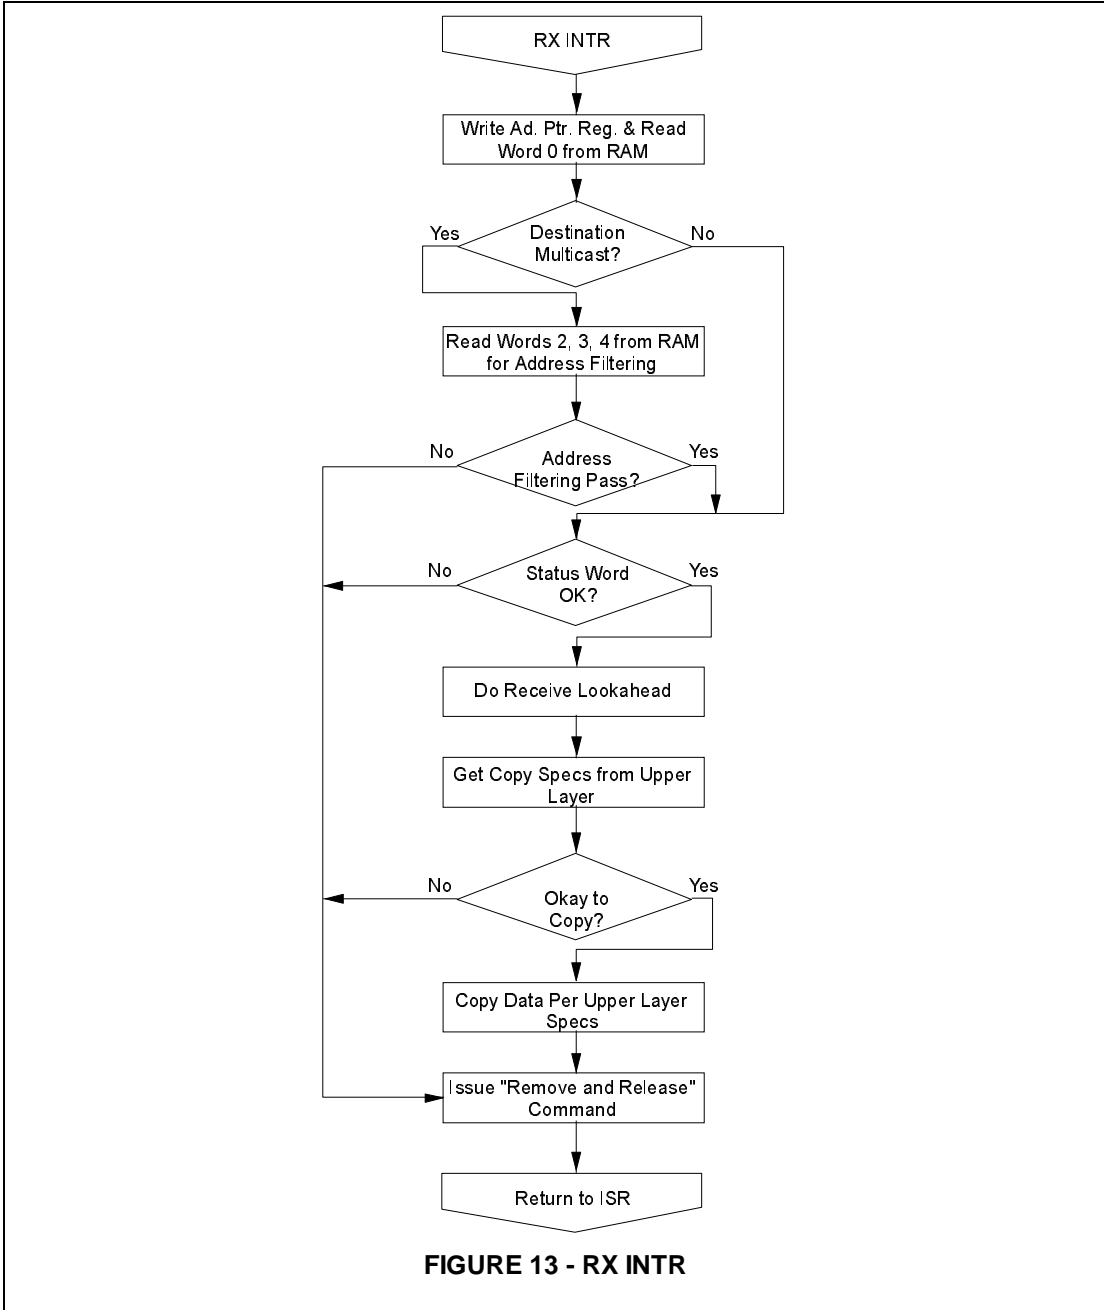 RX INTR
Write Ad. Ptr. Reg. & Read
Word 0 from RAM
Yes
Destination
Multicast?
No
Read Words 2, 3, 4 from RAM
for Address Filtering
No
Address
Filtering Pass?
Yes
No
Status Word
OK?
Yes
Do Receive Lookahead
Get Copy Specs from Upper
Layer
No
Okay to
Copy?
Yes
Copy Data Per Upper Layer
Specs
Issue "Remove and Release"
Command
Return to ISR
FIGURE 13 - RX INTR